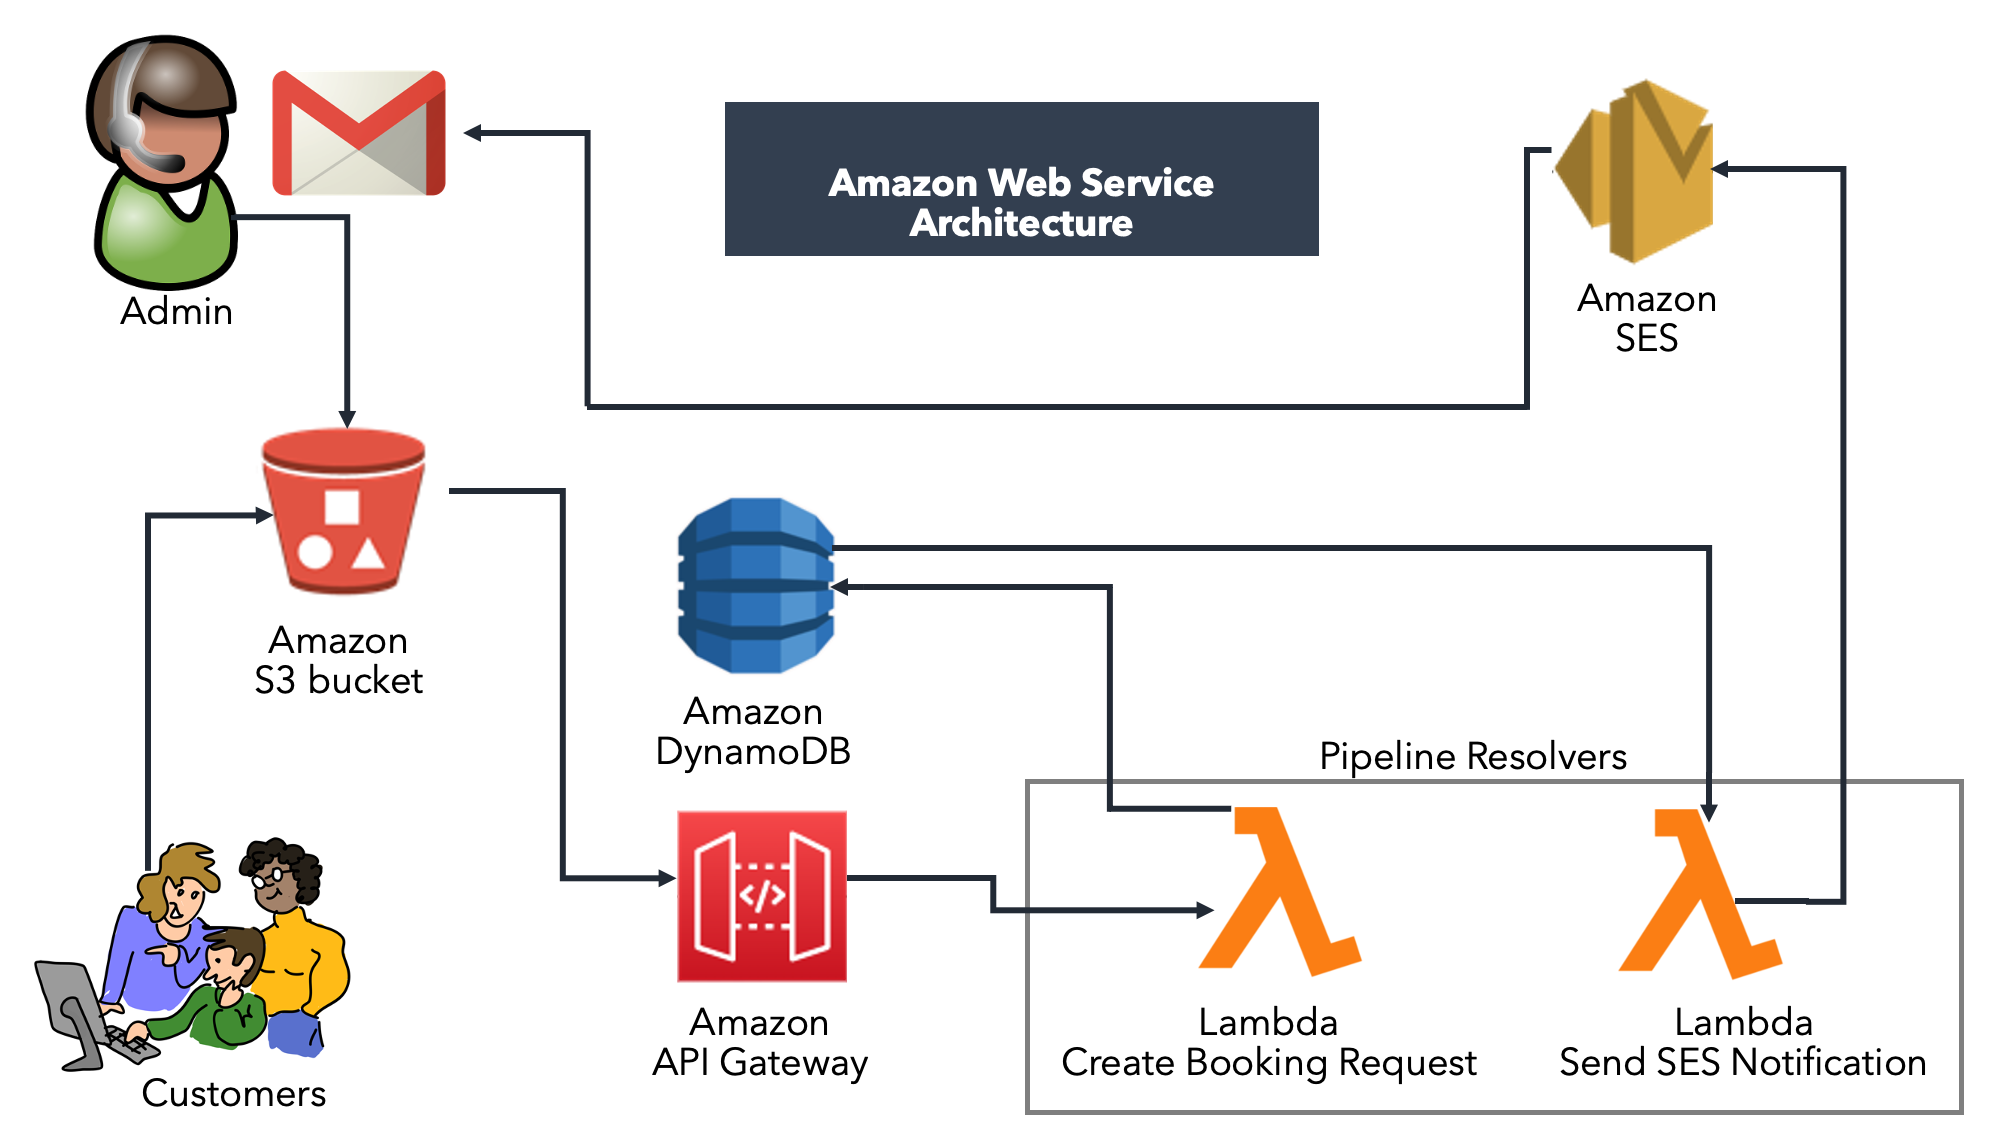 Amazon Web Service
Architecture
Admin
Amazon
SES
Amazon
S3 bucket
Amazon
DynamoDB
Pipeline Resolvers
</>
Amazon
API Gateway
Lambda
Create Booking Request
Lambda
Send SES Notification
Customers